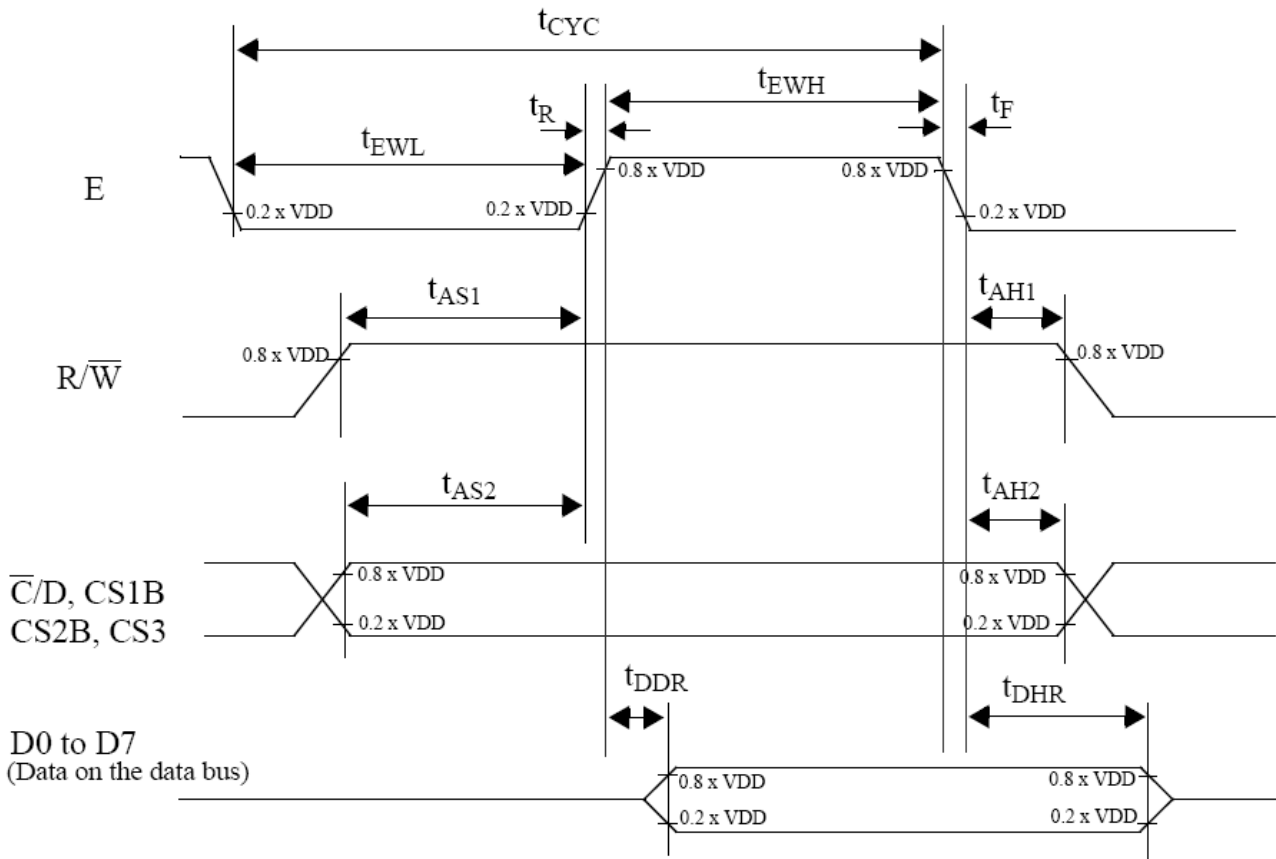 tCYC
tEWH
tR
tF
tEWL
E
0.8 x VDD
0.8 x VDD
0.2 x VDD
0.2 x VDD
0.2 x VDD
tAS1
tAH1
R/W̅
0.8 x VDD
0.8 x VDD
tAS2
tAH2
C̅/D, CS1B
CS2B, CS3
0.8 x VDD
0.8 x VDD
0.2 x VDD
0.2 x VDD
tDDR
tDHR
D0 to D7
(Data on the data bus)
0.8 x VDD
0.8 x VDD
0.2 x VDD
0.2 x VDD